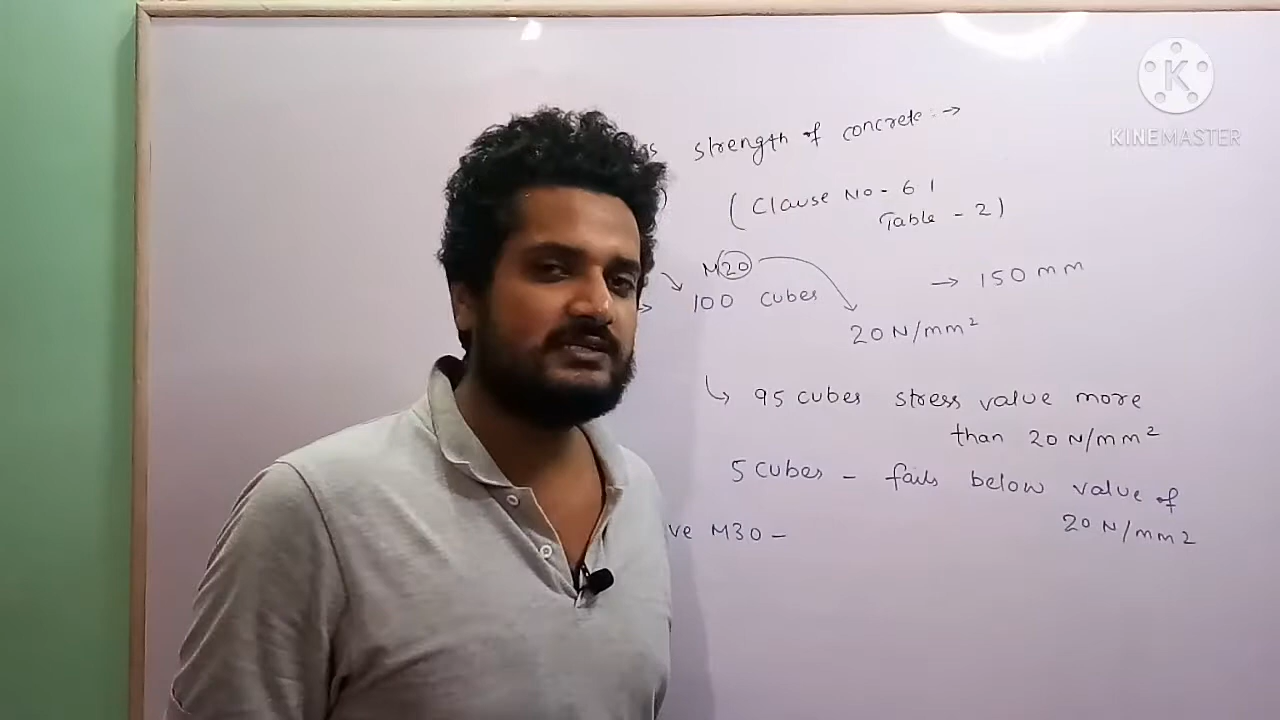 strength of concrete :→
(Clause No - 6 1
Table - 2)
M20
100 cubes
→ 150 mm
20 N/mm²
↳ 95 cubes stress value more
than 20 N/mm²
5 cubes - fails below value of
20 N/mm²
ve M30 -
K
KINEMASTER